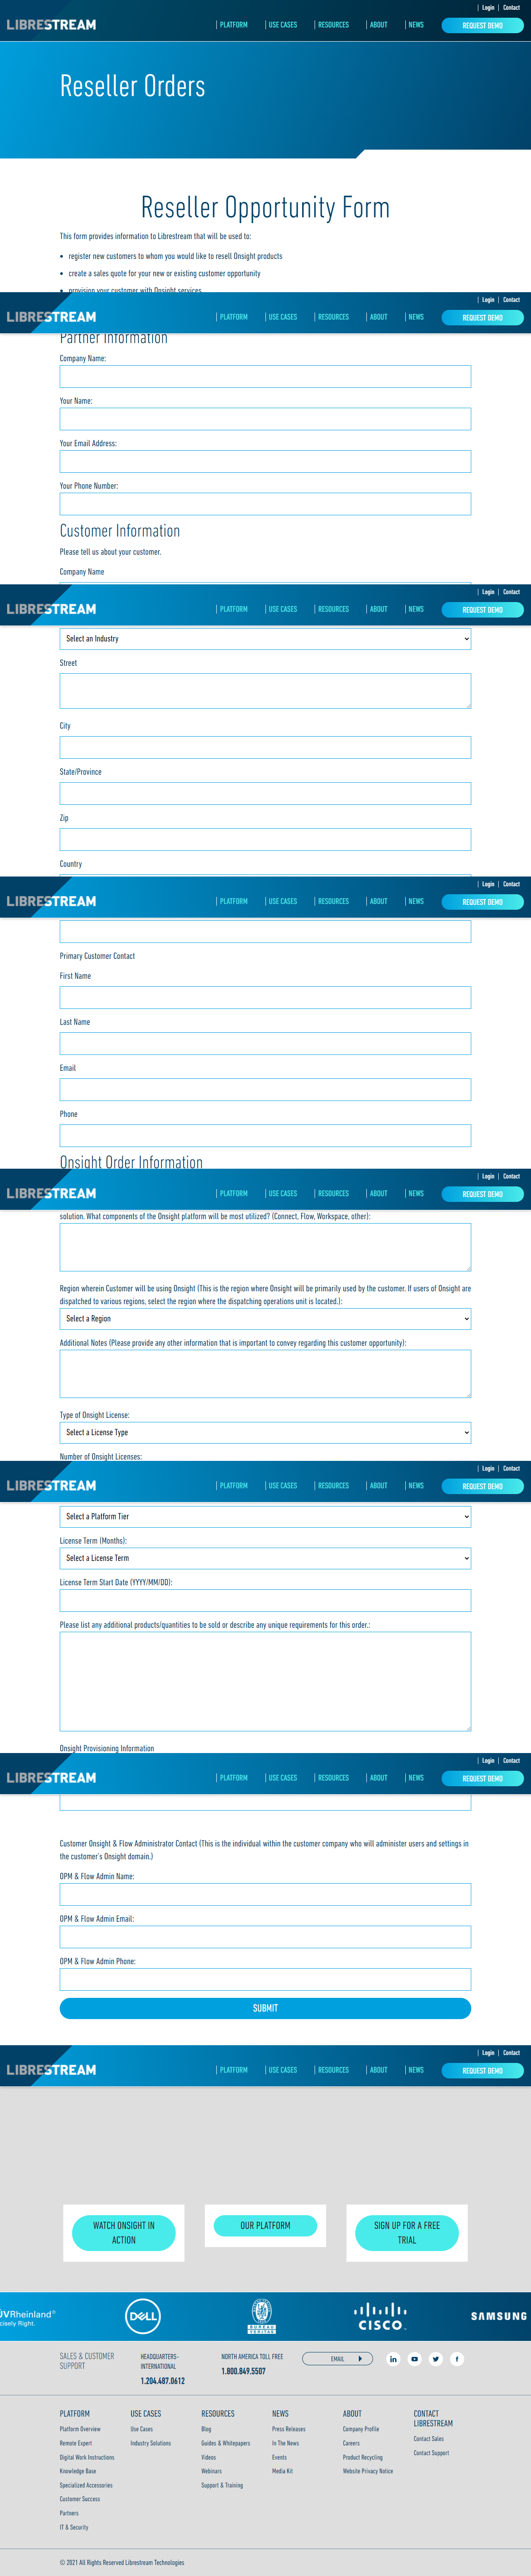 Login Contact
LIBRESTREAM
PLATFORM USE CASES RESOURCES ABOUT NEWS REQUEST DEMO
Reseller Orders
Reseller Opportunity Form
This form provides information to Librestream that will be used to:
• register new customers to whom you would like to resell Onsight products
• create a sales quote for your new or existing customer opportunity
• provision your customer with Onsight services
Login Contact
LIBRESTREAM
PLATFORM USE CASES RESOURCES ABOUT NEWS REQUEST DEMO
Partner Information
Company Name:
Your Name:
Your Email Address:
Your Phone Number:
Customer Information
Please tell us about your customer.
Company Name
Login Contact
LIBRESTREAM
PLATFORM USE CASES RESOURCES ABOUT NEWS REQUEST DEMO
Select an Industry
Street
City
State/Province
Zip
Country
Login Contact
LIBRESTREAM
PLATFORM USE CASES RESOURCES ABOUT NEWS REQUEST DEMO
Primary Customer Contact
First Name
Last Name
Email
Phone
Onsight Order Information
Login Contact
LIBRESTREAM
PLATFORM USE CASES RESOURCES ABOUT NEWS REQUEST DEMO
solution. What components of the Onsight platform will be most utilized? (Connect, Flow, Workspace, other):
Region wherein Customer will be using Onsight (This is the region where Onsight will be primarily used by the customer. If users of Onsight are
dispatched to various regions, select the region where the dispatching operations unit is located.):
Select a Region
Additional Notes (Please provide any other information that is important to convey regarding this customer opportunity):
Type of Onsight License:
Select a License Type
Number of Onsight Licenses:
Login Contact
LIBRESTREAM
PLATFORM USE CASES RESOURCES ABOUT NEWS REQUEST DEMO
Select a Platform Tier
License Term (Months):
Select a License Term
License Term Start Date (YYYY/MM/DD):
Please list any additional products/quantities to be sold or describe any unique requirements for this order.:
Onsight Provisioning Information
Login Contact
LIBRESTREAM
PLATFORM USE CASES RESOURCES ABOUT NEWS REQUEST DEMO
Customer Onsight & Flow Administrator Contact (This is the individual within the customer company who will administer users and settings in
the customer's Onsight domain.)
OPM & Flow Admin Name:
OPM & Flow Admin Email:
OPM & Flow Admin Phone:
SUBMIT
Login Contact
LIBRESTREAM
PLATFORM USE CASES RESOURCES ABOUT NEWS REQUEST DEMO
WATCH ONSIGHT IN
ACTION
OUR PLATFORM
SIGN UP FOR A FREE
TRIAL
ÜVRheinland®
cisely Right.
DELL
BUREAU
VERITAS
CISCO
SAMSUNG
SALES & CUSTOMER
SUPPORT
HEADQUARTERS-
INTERNATIONAL
1.204.487.0612
NORTH AMERICA TOLL FREE
1.800.849.5507
EMAIL
PLATFORM
Platform Overview
Remote Expert
Digital Work Instructions
Knowledge Base
Specialized Accessories
Customer Success
Partners
IT & Security
USE CASES
Use Cases
Industry Solutions
RESOURCES
Blog
Guides & Whitepapers
Videos
Webinars
Support & Training
NEWS
Press Releases
In The News
Events
Media Kit
ABOUT
Company Profile
Careers
Product Recycling
Website Privacy Notice
CONTACT
LIBRESTREAM
Contact Sales
Contact Support
© 2021 All Rights Reserved Librestream Technologies